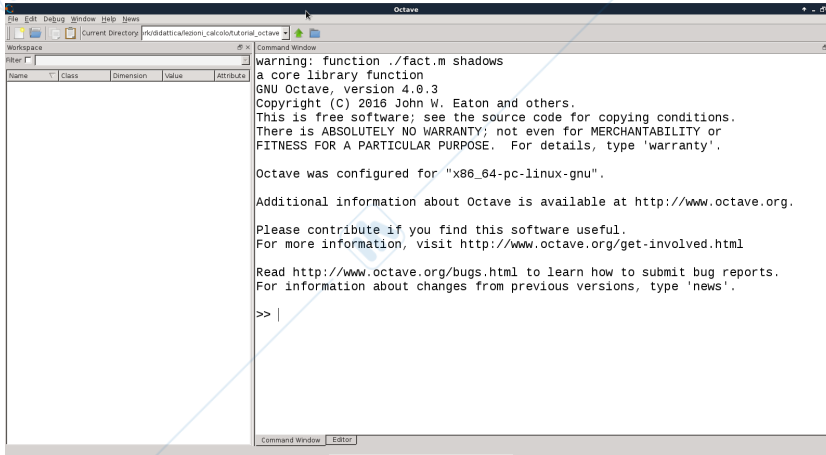 Octave
File Edit Debug Window Help News
Current Directory: ork/didattica/lezioni_calcolo/tutorial_octave
Workspace
Filter
Name Class Dimension Value Attribute
Command Window
warning: function ./fact.m shadows
a core library function
GNU Octave, version 4.0.3
Copyright (C) 2016 John W. Eaton and others.
This is free software; see the source code for copying conditions.
There is ABSOLUTELY NO WARRANTY; not even for MERCHANTABILITY or
FITNESS FOR A PARTICULAR PURPOSE.  For details, type 'warranty'.
Octave was configured for "x86_64-pc-linux-gnu".
Additional information about Octave is available at http://www.octave.org.
Please contribute if you find this software useful.
For more information, visit http://www.octave.org/get-involved.html
Read http://www.octave.org/bugs.html to learn how to submit bug reports.
For information about changes from previous versions, type 'news'.
>>
Command Window Editor